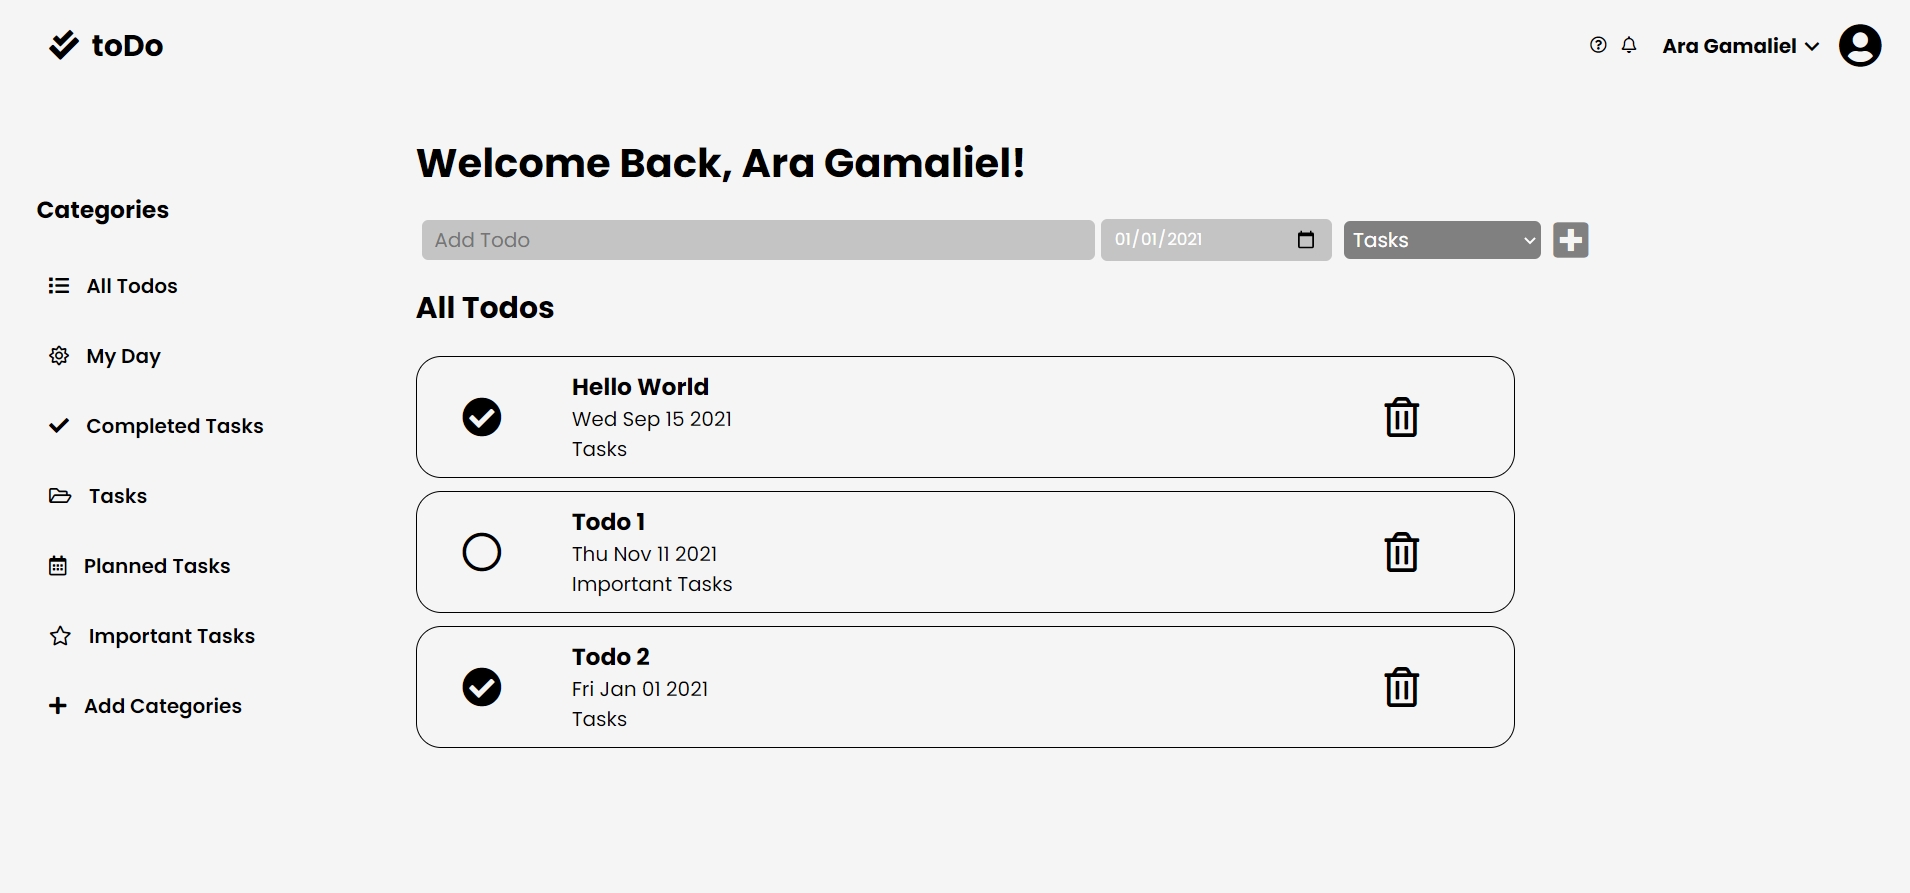 toDo
Ara Gamaliel
Welcome Back, Ara Gamaliel!
Categories
All Todos
My Day
Completed Tasks
Tasks
Planned Tasks
Important Tasks
Add Categories
Add Todo
01/01/2021
Tasks
All Todos
Hello World
Wed Sep 15 2021
Tasks
Todo 1
Thu Nov 11 2021
Important Tasks
Todo 2
Fri Jan 01 2021
Tasks